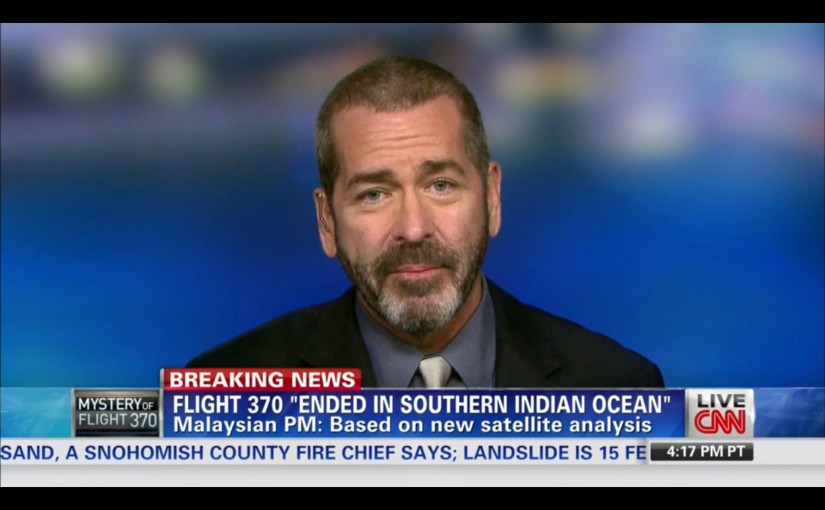 BREAKING NEWS
MYSTERY OF
FLIGHT 370
FLIGHT 370 "ENDED IN SOUTHERN INDIAN OCEAN"
Malaysian PM: Based on new satellite analysis
LIVE
CNN
SAND, A SNOHOMISH COUNTY FIRE CHIEF SAYS; LANDSLIDE IS 15 FE
4:17 PM PT